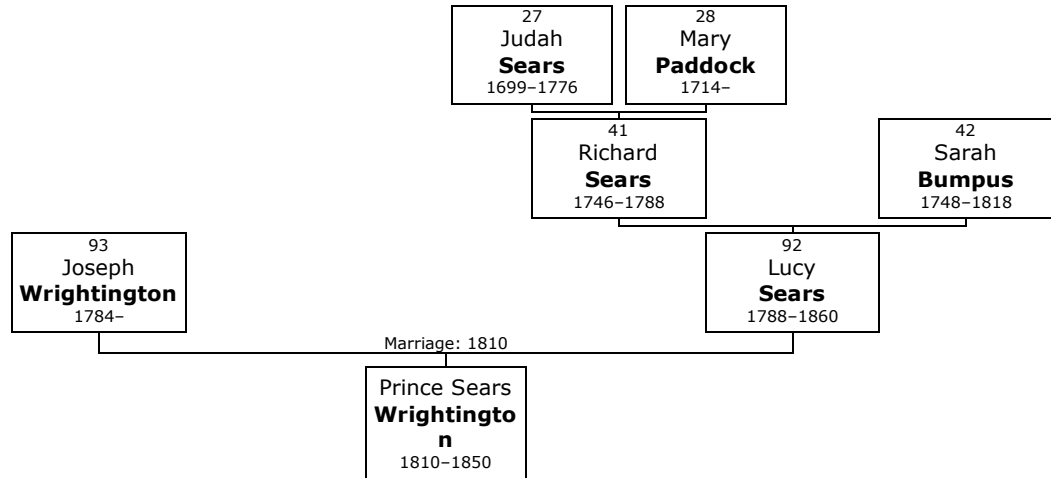 27
Judah
Sears
1699–1776
28
Mary
Paddock
1714–
41
Richard
Sears
1746–1788
42
Sarah
Bumpus
1748–1818
93
Joseph
Wrightington
1784–
92
Lucy
Sears
1788–1860
Marriage: 1810
Prince Sears
Wrightingto
n
1810–1850